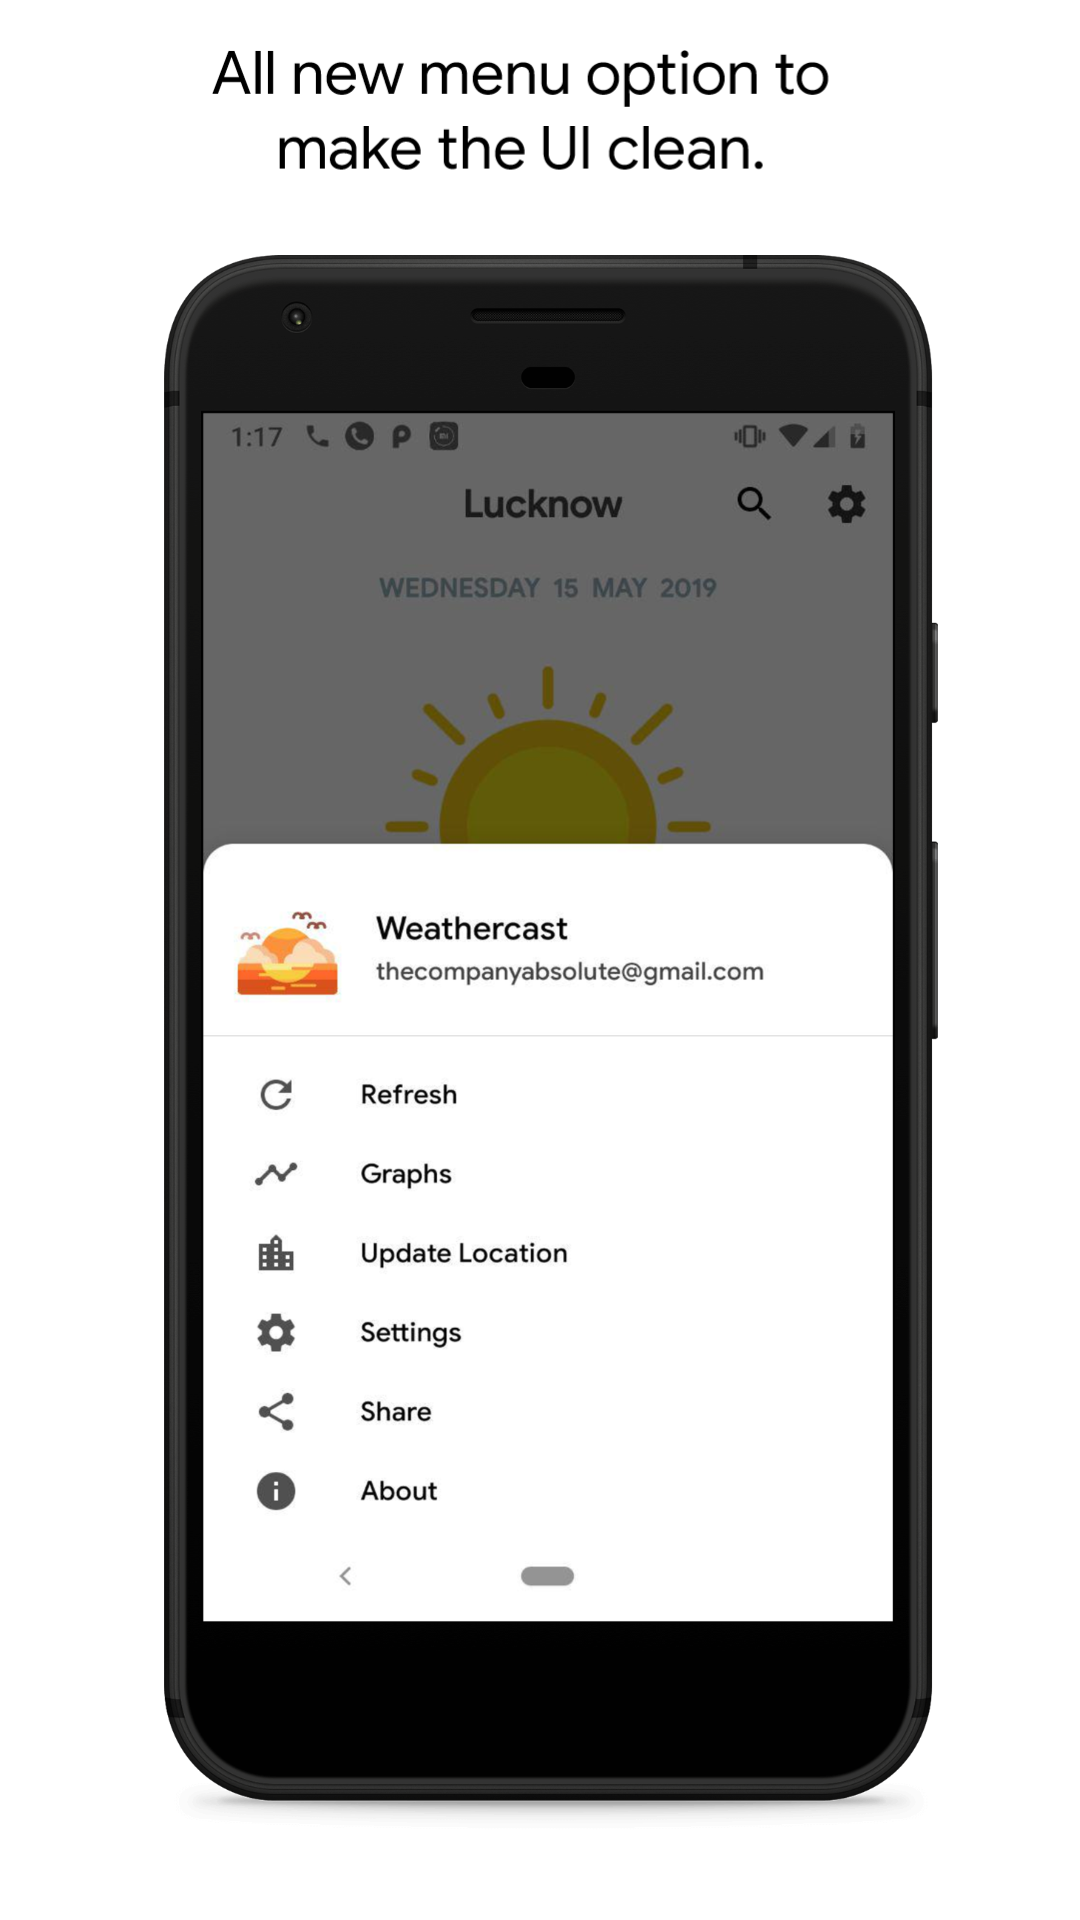 All new menu option to
make the UI clean.
1:17
Lucknow
WEDNESDAY 15 MAY 2019
Weathercast
thecompanyabsolute@gmail.com
Refresh
Graphs
Update Location
Settings
Share
About